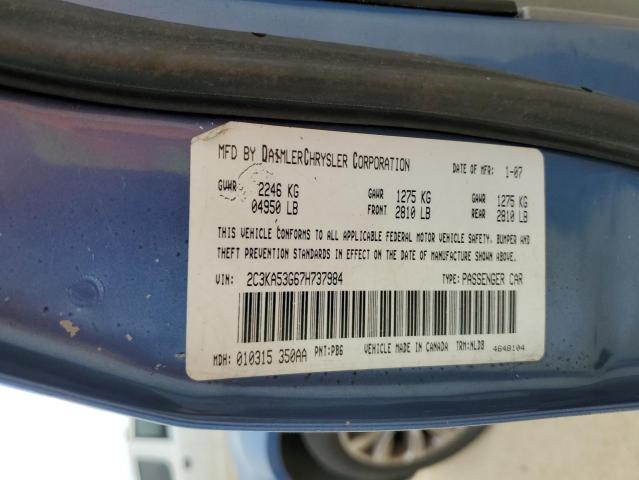 MFD BY DAIMLERCHRYSLER CORPORATION DATE OF MFR: 1-07
GVWR 2246 KG GAWR 1275 KG GAWR 1275 KG
04950 LB FRONT 2810 LB REAR 2810 LB
THIS VEHICLE CONFORMS TO ALL APPLICABLE FEDERAL MOTOR VEHICLE SAFETY, BUMPER AND
THEFT PREVENTION STANDARDS IN EFFECT ON THE DATE OF MANUFACTURE SHOWN ABOVE.
VIN: 2C3KA53G67H737984 TYPE: PASSENGER CAR
MDH: 010315 350AA PNT: PB6 VEHICLE MADE IN CANADA TRM: NLD8 4648104